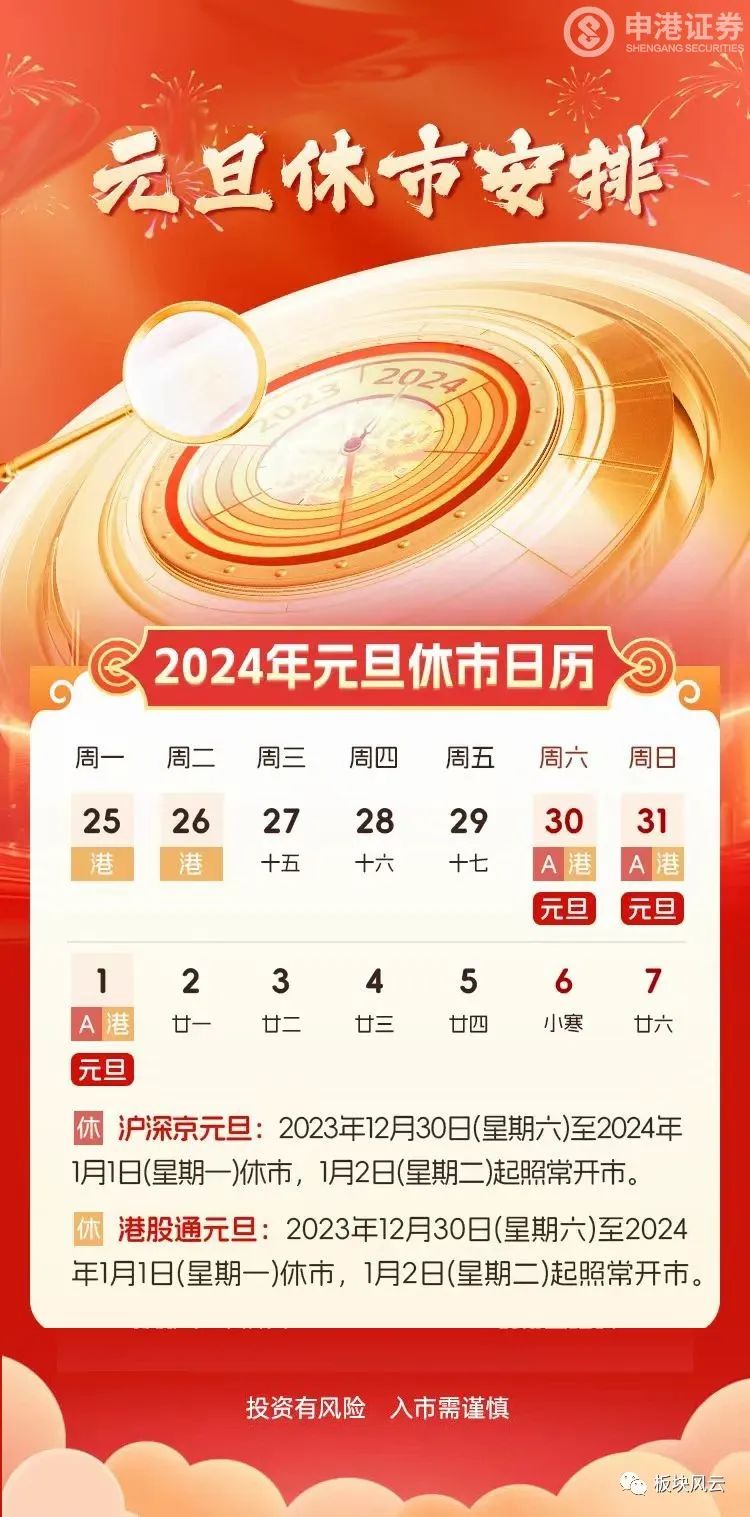 申港证券
SHENGANG SECURITIES
元旦休市安排
2023
2024
2024年元旦休市日历
周一 周二 周三 周四 周五 周六 周日
25 26 27 28 29 30 31
港 港 十五 十六 十七 A 港 A 港
元旦 元旦
1 2 3 4 5 6 7
A 港 廿一 廿二 廿三 廿四 小寒 廿六
元旦
休 沪深京元旦：2023年12月30日(星期六)至2024年
1月1日(星期一)休市，1月2日(星期二)起照常开市。
休 港股通元旦：2023年12月30日(星期六)至2024
年1月1日(星期一)休市，1月2日(星期二)起照常开市。
投资有风险 入市需谨慎
板块风云